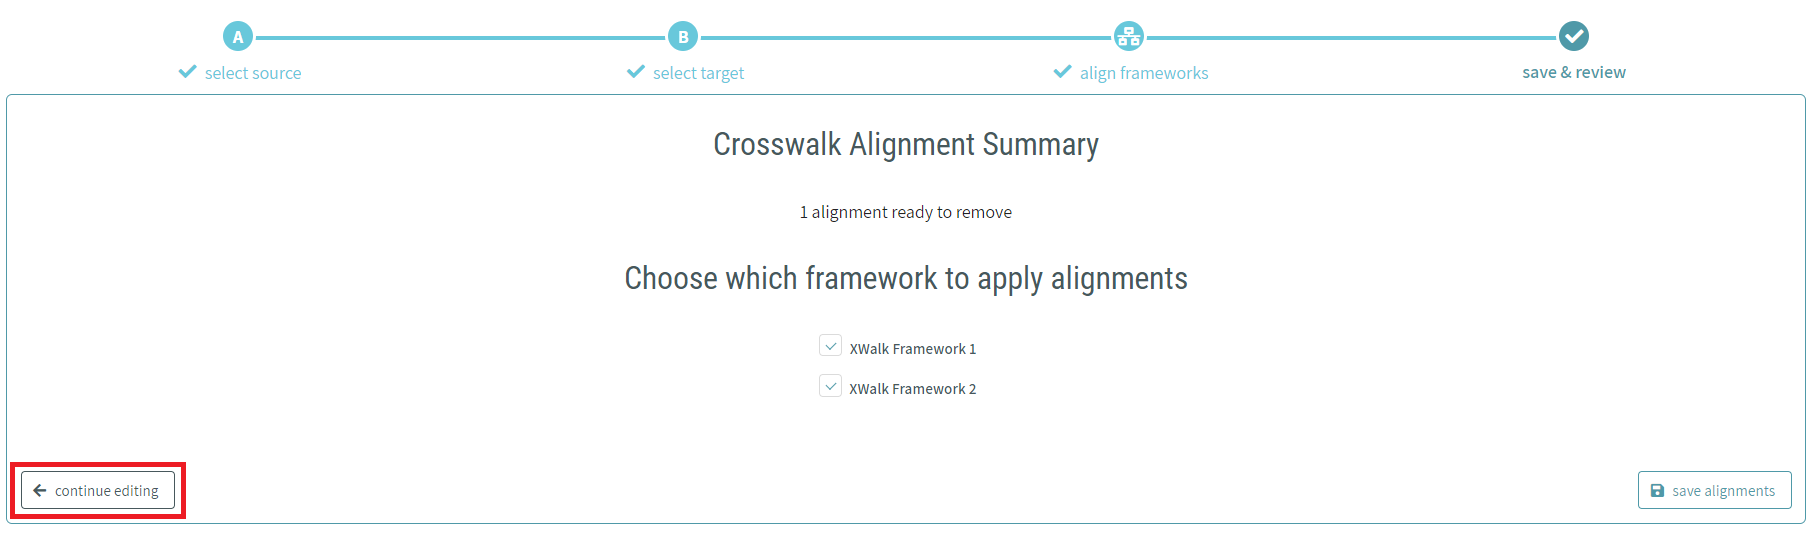 A
B
select source
select target
align frameworks
save & review
Crosswalk Alignment Summary
1 alignment ready to remove
Choose which framework to apply alignments
XWalk Framework 1
XWalk Framework 2
continue editing
save alignments